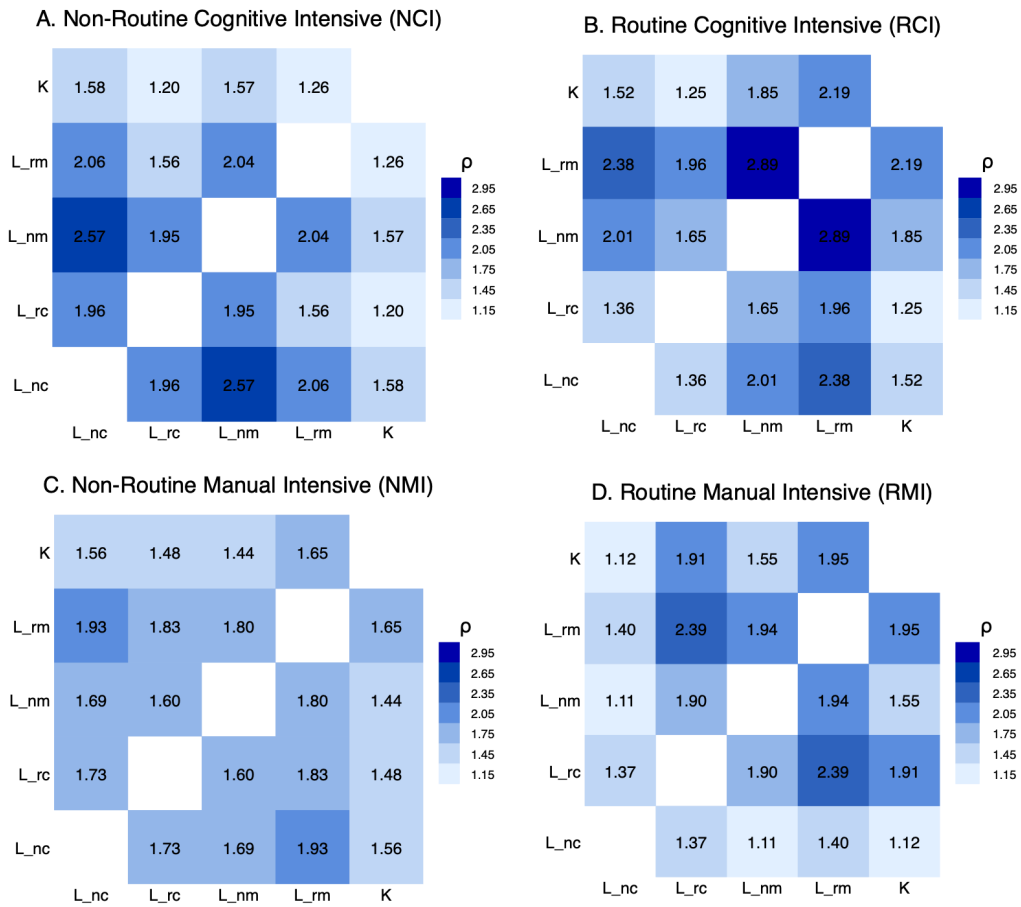 A. Non-Routine Cognitive Intensive (NCI)
K 1.58 1.20 1.57 1.26
L_rm 2.06 1.56 2.04 1.26
L_nm 2.57 1.95 2.04 1.57
L_rc 1.96 1.95 1.56 1.20
L_nc 1.96 2.57 2.06 1.58
L_nc L_rc L_nm L_rm K
ρ
2.95
2.65
2.35
2.05
1.75
1.45
1.15
B. Routine Cognitive Intensive (RCI)
K 1.52 1.25 1.85 2.19
L_rm 2.38 1.96 2.89 2.19
L_nm 2.01 1.65 2.89 1.85
L_rc 1.36 1.65 1.96 1.25
L_nc 1.36 2.01 2.38 1.52
L_nc L_rc L_nm L_rm K
ρ
2.95
2.65
2.35
2.05
1.75
1.45
1.15
C. Non-Routine Manual Intensive (NMI)
K 1.56 1.48 1.44 1.65
L_rm 1.93 1.83 1.80 1.65
L_nm 1.69 1.60 1.80 1.44
L_rc 1.73 1.60 1.83 1.48
L_nc 1.73 1.69 1.93 1.56
L_nc L_rc L_nm L_rm K
ρ
2.95
2.65
2.35
2.05
1.75
1.45
1.15
D. Routine Manual Intensive (RMI)
K 1.12 1.91 1.55 1.95
L_rm 1.40 2.39 1.94 1.95
L_nm 1.11 1.90 1.94 1.55
L_rc 1.37 1.90 2.39 1.91
L_nc 1.37 1.11 1.40 1.12
L_nc L_rc L_nm L_rm K
ρ
2.95
2.65
2.35
2.05
1.75
1.45
1.15